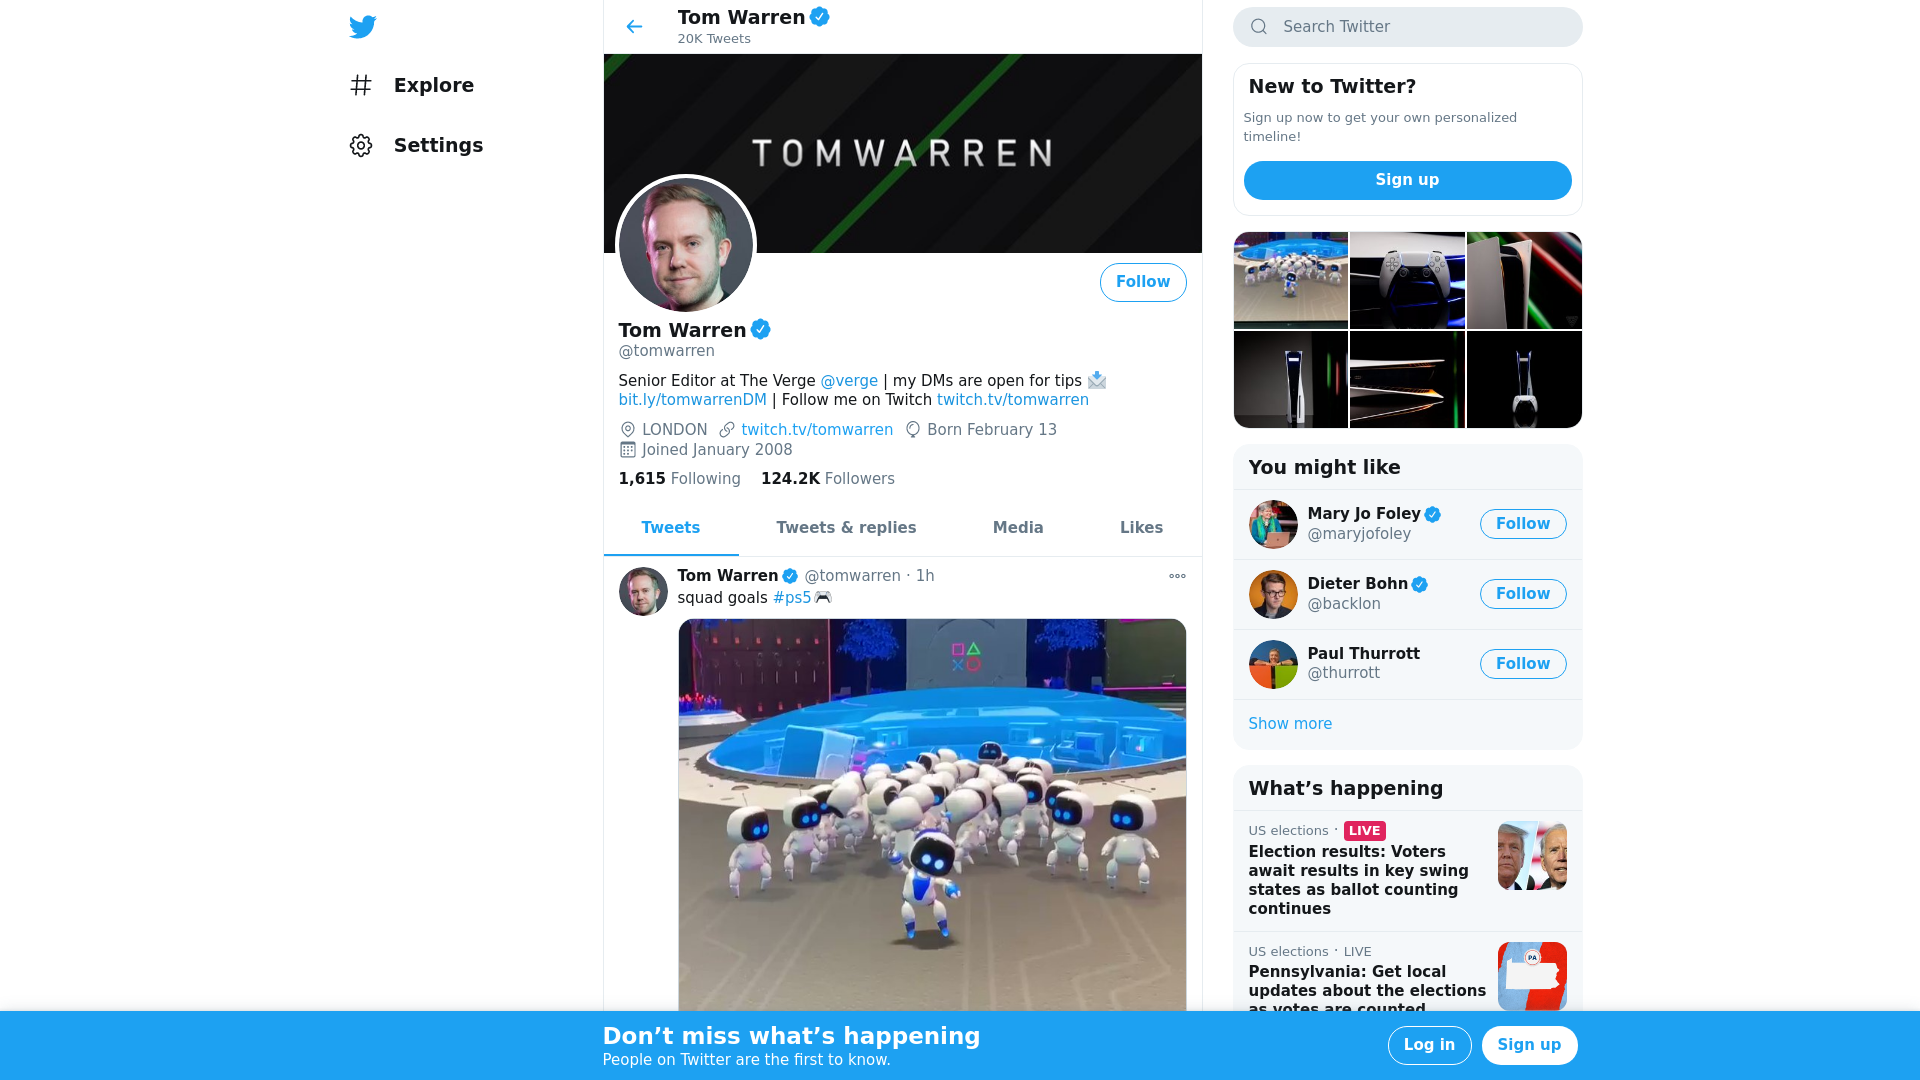 Explore
Settings
Tom Warren
20K Tweets
TOMWARREN
Follow
Tom Warren
@tomwarren
Senior Editor at The Verge @verge | my DMs are open for tips
bit.ly/tomwarrenDM | Follow me on Twitch twitch.tv/tomwarren
LONDON twitch.tv/tomwarren Born February 13
Joined January 2008
1,615 Following 124.2K Followers
Tweets Tweets & replies Media Likes
Tom Warren @tomwarren · 1h
squad goals #ps5
Search Twitter
New to Twitter?
Sign up now to get your own personalized
timeline!
Sign up
You might like
Mary Jo Foley
@maryjofoley
Follow
Dieter Bohn
@backlon
Follow
Paul Thurrott
@thurrott
Follow
Show more
What’s happening
US elections · LIVE
Election results: Voters
await results in key swing
states as ballot counting
continues
US elections · LIVE
Pennsylvania: Get local
updates about the elections
as votes are counted
PA
Don’t miss what’s happening
People on Twitter are the first to know.
Log in
Sign up